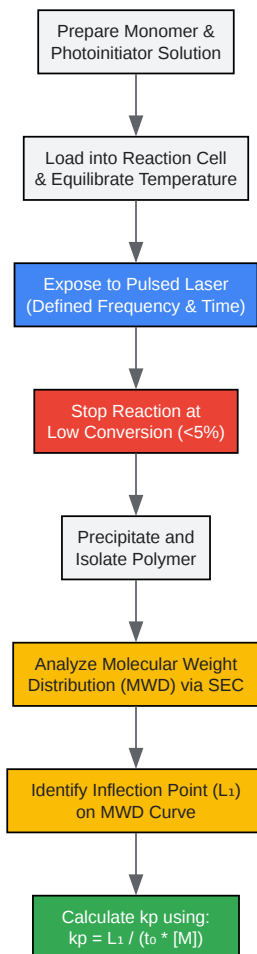 Prepare Monomer &
Photoinitiator Solution
Load into Reaction Cell
& Equilibrate Temperature
Expose to Pulsed Laser
(Defined Frequency & Time)
Stop Reaction at
Low Conversion (<5%)
Precipitate and
Isolate Polymer
Analyze Molecular Weight
Distribution (MWD) via SEC
Identify Inflection Point (L₁)
on MWD Curve
Calculate kp using:
kp = L₁ / (t₀ * [M])